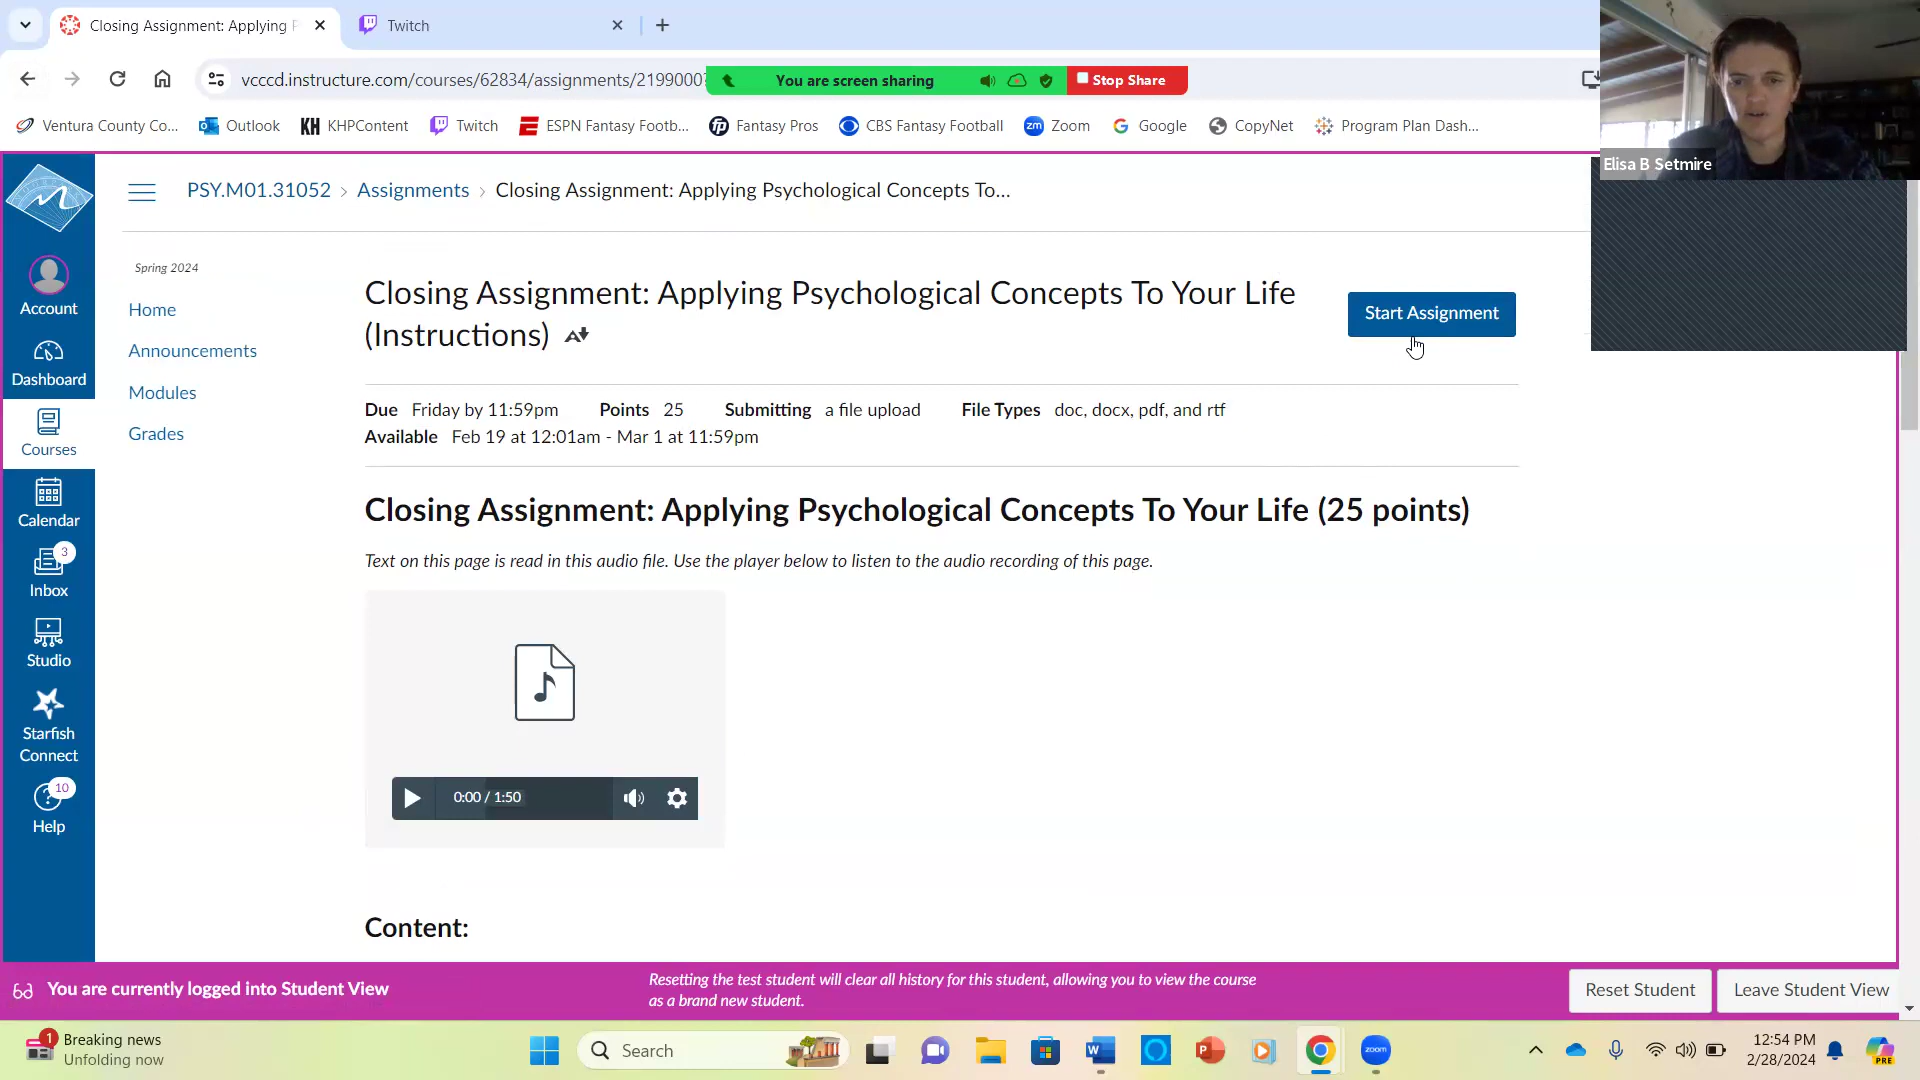 Closing Assignment: Applying P
Twitch
vcccd.instructure.com/courses/62834/assignments/2199000
You are screen sharing
Stop Share
Ventura County Co...
Outlook
KH KHPContent
Twitch
ESPN Fantasy Footb...
fp Fantasy Pros
CBS Fantasy Football
zm Zoom
G Google
CopyNet
Program Plan Dash...
Elisa B Setmire
PSY.M01.31052 > Assignments > Closing Assignment: Applying Psychological Concepts To...
Account
Dashboard
Courses
Calendar
3
Inbox
Studio
Starfish
Connect
10
Help
Spring 2024
Home
Announcements
Modules
Grades
Closing Assignment: Applying Psychological Concepts To Your Life
(Instructions)
Start Assignment
Due Friday by 11:59pm Points 25 Submitting a file upload File Types doc, docx, pdf, and rtf
Available Feb 19 at 12:01am - Mar 1 at 11:59pm
Closing Assignment: Applying Psychological Concepts To Your Life (25 points)
Text on this page is read in this audio file. Use the player below to listen to the audio recording of this page.
0:00 / 1:50
Content:
You are currently logged into Student View
Resetting the test student will clear all history for this student, allowing you to view the course
as a brand new student.
Reset Student
Leave Student View
1
Breaking news
Unfolding now
Search
W
P
zoom
12:54 PM
2/28/2024
PRE